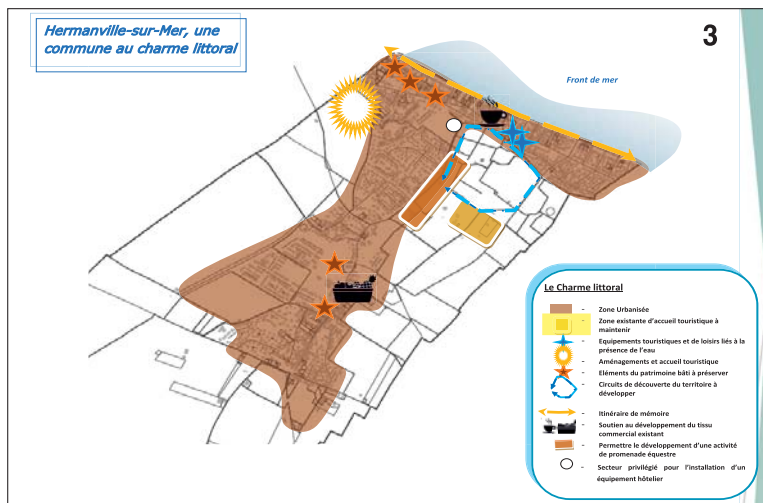 Hermanville-sur-Mer, une
commune au charme littoral
3
Front de mer
Le Charme littoral
- Zone Urbanisée
- Zone existante d'accueil touristique à
maintenir
- Equipements touristiques et de loisirs liés à la
présence de l'eau
- Aménagements et accueil touristique
- Eléments du patrimoine bâti à préserver
- Circuits de découverte du territoire à
développer
- Itinéraire de mémoire
- Soutien au développement du tissu
commercial existant
- Permettre le développement d'une activité
de promenade équestre
- Secteur privilégié pour l'installation d'un
équipement hôtelier